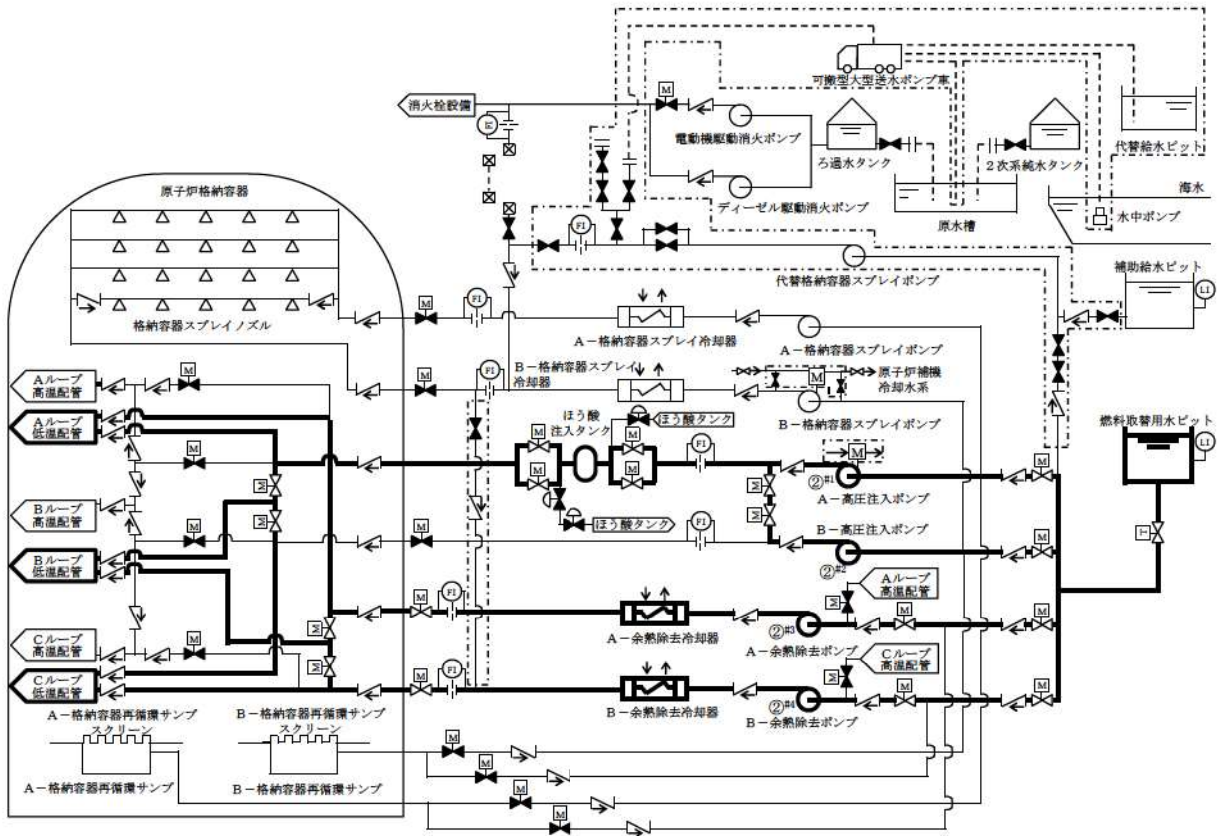 可搬型大型送水ポンプ車
消火栓設備
M
FI
電動機駆動消火ポンプ
ろ過水タンク
2次系純水タンク
代替給水ピット
海水
水中ポンプ
原水槽
ディーゼル駆動消火ポンプ
FI
原子炉格納容器
代替格納容器スプレイポンプ
補助給水ピット
LI
格納容器スプレイノズル
M
FI
A-格納容器スプレイ冷却器
A-格納容器スプレイポンプ
B-格納容器スプレイ
冷却器
M
FI
M
原子炉補機
冷却水系
B-格納容器スプレイポンプ
Aループ
高温配管
M
Aループ
低温配管
ほう酸
注入タンク
ほう酸タンク
燃料取替用水ピット
LI
M
M
M
M
M
FI
M
②#1
M
A-高圧注入ポンプ
M
M
M
M
ほう酸タンク
T
Bループ
高温配管
M
M
FI
B-高圧注入ポンプ
M
②#2
Bループ
低温配管
Aループ
高温配管
M
FI
M
②#3
M
M
A-余熱除去冷却器
A-余熱除去ポンプ
Cループ
高温配管
M
M
M
Cループ
高温配管
Cループ
低温配管
M
FI
M
②#4
M
M
B-余熱除去冷却器
B-余熱除去ポンプ
A-格納容器再循環サンプ
スクリーン
B-格納容器再循環サンプ
スクリーン
M
M
A-格納容器再循環サンプ
B-格納容器再循環サンプ
M
M